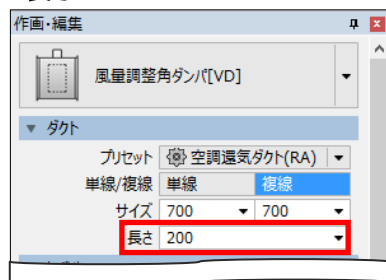 作画・編集
風量調整角ダンパ[VD]
ダクト
プリセット 空調還気ダクト(RA)
単線/複線 単線 複線
サイズ 700 700
長さ 200